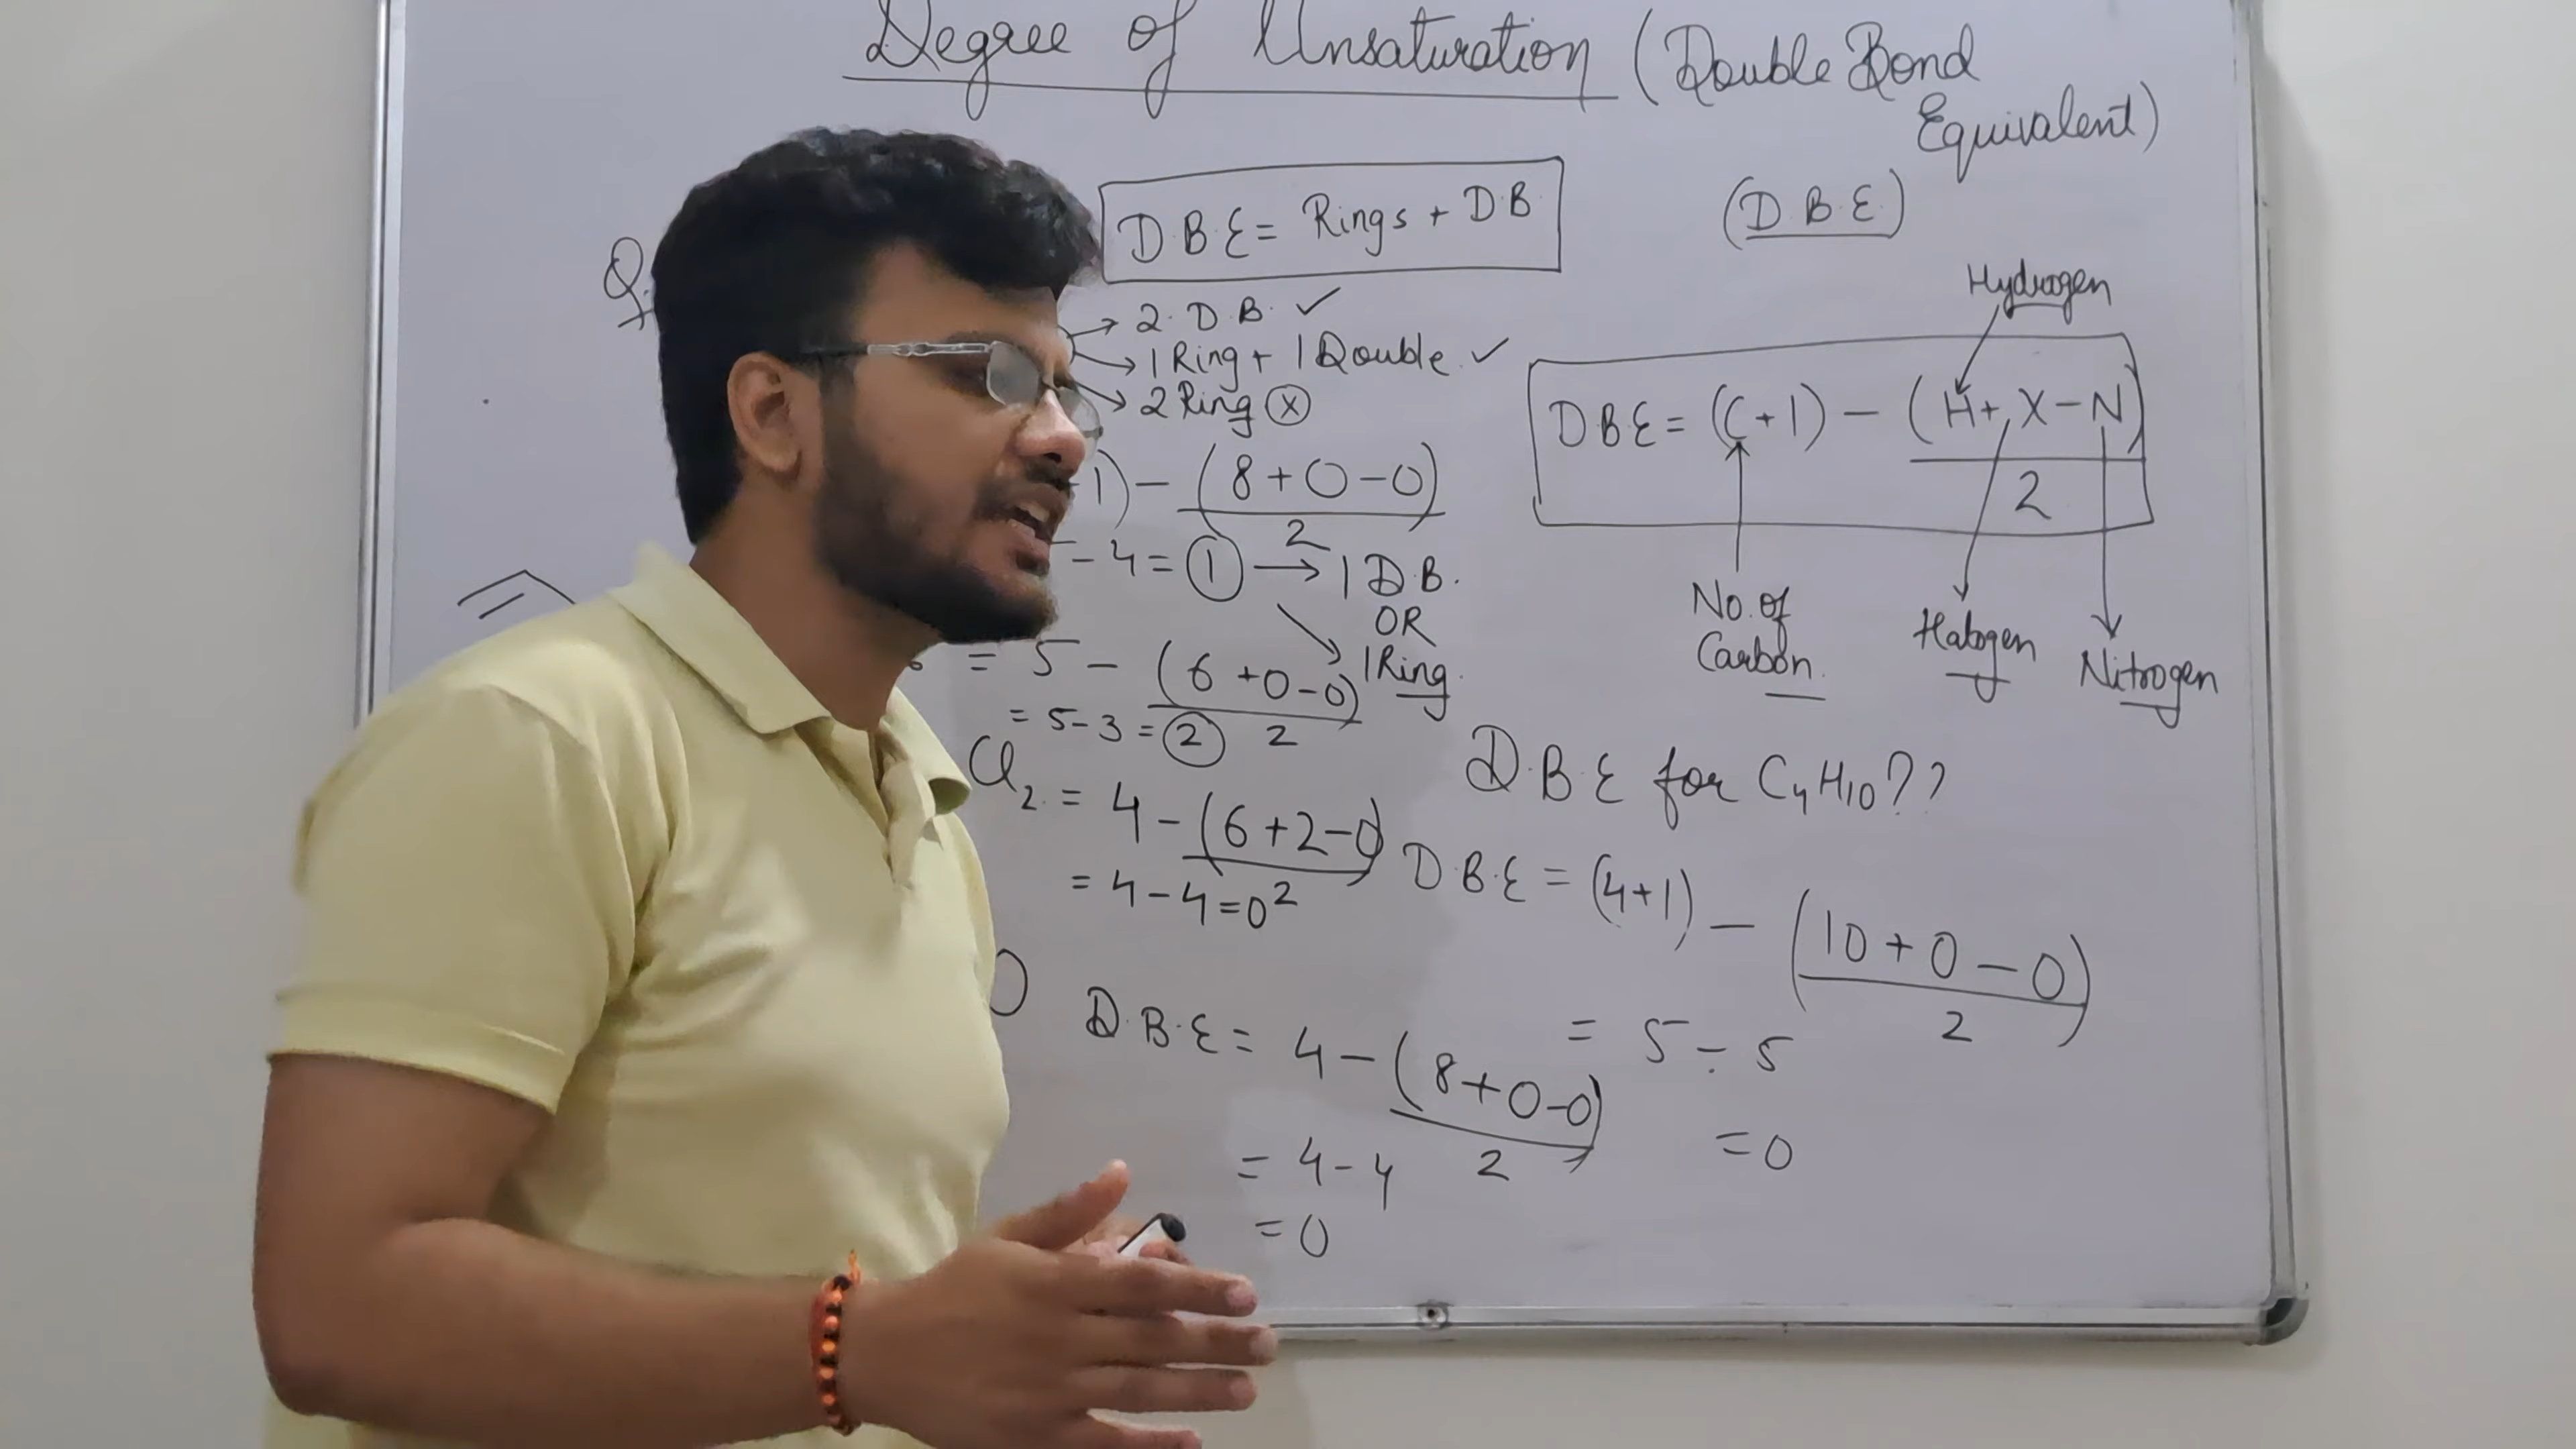 Degree of Unsaturation (Double Bond
Equivalent)
(D.B.E)
D.B.E = Rings + D.B.
Q.
→ 2. D.B. ✓
→ 1 Ring + 1 Double. ✓
→ 2 Ring ⓧ
1) - (8+0-0)
2
- 4 = ① → 1 D.B.
OR
1 Ring.
= 5 - (6+0-0)
2
= 5-3 = ②
Cl2. = 4 - (6+2-0)
2
= 4-4=0
D.B.E = 4 - (8+0-0)
2
= 4-4
= 0
Hydrogen
D.B.E = (C+1) - (H+X-N)
2
No. of
Carbon.
Halogen
Nitrogen
D.B.E for C4H10??
D.B.E = (4+1) - (10+0-0)
2
= 5 - 5
= 0